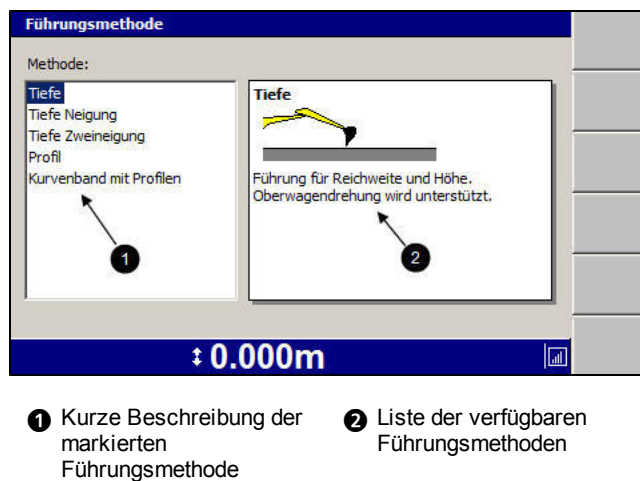 Führungsmethode
Methode:
Tiefe
Tiefe Neigung
Tiefe Zweineigung
Profil
Kurvenband mit Profilen
1
Tiefe
Führung für Reichweite und Höhe.
Oberwagendrehung wird unterstützt.
2
0.000m
1 Kurze Beschreibung der
markierten
Führungsmethode
2 Liste der verfügbaren
Führungsmethoden